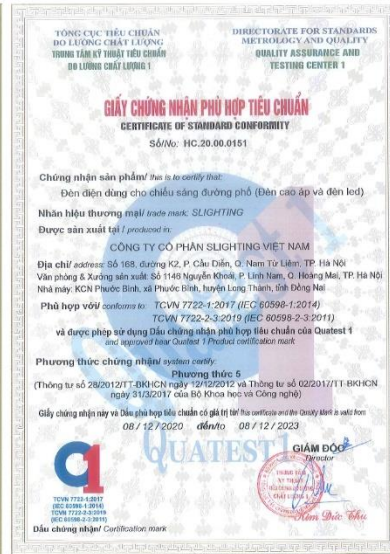 TỔNG CỤC TIÊU CHUẨN
ĐO LƯỜNG CHẤT LƯỢNG
TRUNG TÂM KỸ THUẬT TIÊU CHUẨN
ĐO LƯỜNG CHẤT LƯỢNG 1
DIRECTORATE FOR STANDARDS
METROLOGY AND QUALITY
QUALITY ASSURANCE AND
TESTING CENTER 1
GIẤY CHỨNG NHẬN PHÙ HỢP TIÊU CHUẨN
CERTIFICATE OF STANDARD CONFORMITY
Số/No: HC.20.00.0151
Chứng nhận sản phẩm/ this is to certify that:
Đèn điện dùng cho chiếu sáng đường phố (Đèn cao áp và đèn led)
Nhãn hiệu thương mại/ trade mark: SLIGHTING
Được sản xuất tại / produced in:
CÔNG TY CỔ PHẦN SLIGHTING VIỆT NAM
Địa chỉ/ address: Số 168, đường K2, P. Cầu Diễn, Q. Nam Từ Liêm, TP. Hà Nội
Văn phòng & Xưởng sản xuất: Số 1146 Nguyễn Khoái, P. Lĩnh Nam, Q. Hoàng Mai, TP. Hà Nội
Nhà máy: KCN Phước Bình, xã Phước Bình, huyện Long Thành, tỉnh Đồng Nai
Phù hợp với/ conforms to: TCVN 7722-1:2017 (IEC 60598-1:2014)
TCVN 7722-2-3:2019 (IEC 60598-2-3:2011)
và được phép sử dụng Dấu chứng nhận phù hợp tiêu chuẩn của Quatest 1
and approved bear Quatest 1 Product certification mark
Phương thức chứng nhận/ system certify:
Phương thức 5
(Thông tư số 28/2012/TT-BKHCN ngày 12/12/2012 và Thông tư số 02/2017/TT-BKHCN
ngày 31/3/2017 của Bộ Khoa học và Công nghệ)
Giấy chứng nhận này và Dấu phù hợp tiêu chuẩn có giá trị từ/ this certificate and the Quality Mark is valid from:
08 / 12 / 2020 đến/to 08 / 12 / 2023
QUATEST 1
GIÁM ĐỐC
Director
TCVN 7722-1:2017
(IEC 60598-1:2014)
TCVN 7722-2-3:2019
(IEC 60598-2-3:2011)
Dấu chứng nhận/ Certification mark